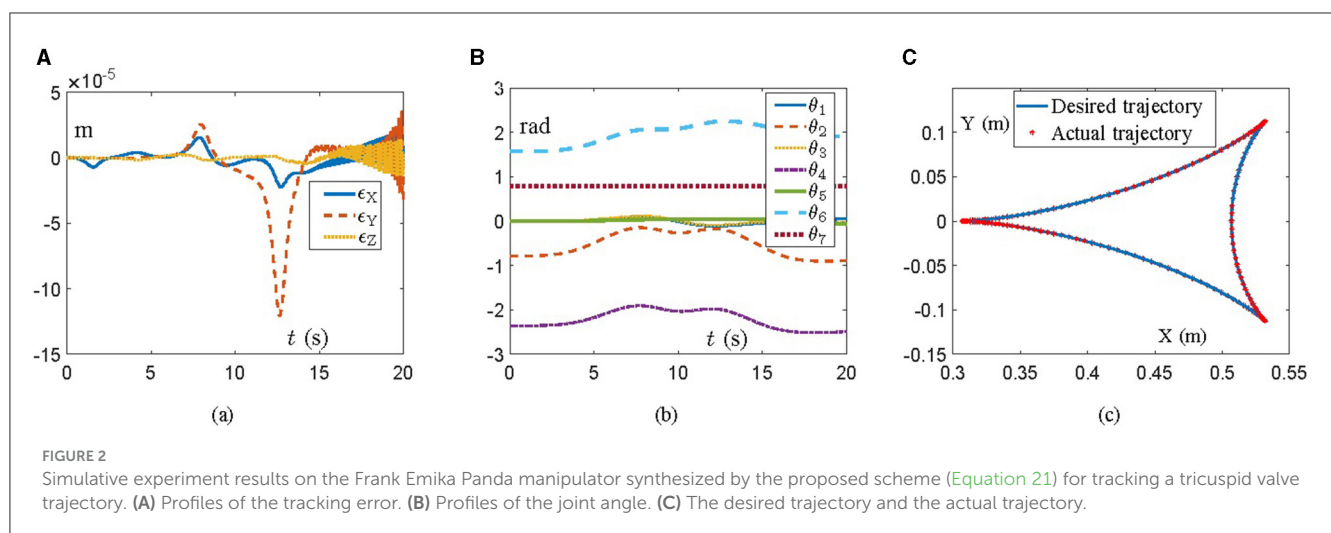 A
×10⁻⁵
5
0
-5
-10
-15
m
ϵX
ϵY
ϵZ
t (s)
0 5 10 15 20
(a)
B
3
2
1
0
-1
-2
-3
rad
θ1
θ2
θ3
θ4
θ5
θ6
θ7
t (s)
0 5 10 15 20
(b)
C
0.1
0.05
0
-0.05
-0.1
-0.15
Y (m)
Desired trajectory
Actual trajectory
X (m)
0.3 0.35 0.4 0.45 0.5 0.55
(c)
FIGURE 2
Simulative experiment results on the Frank Emika Panda manipulator synthesized by the proposed scheme (Equation 21) for tracking a tricuspid valve
trajectory. (A) Profiles of the tracking error. (B) Profiles of the joint angle. (C) The desired trajectory and the actual trajectory.